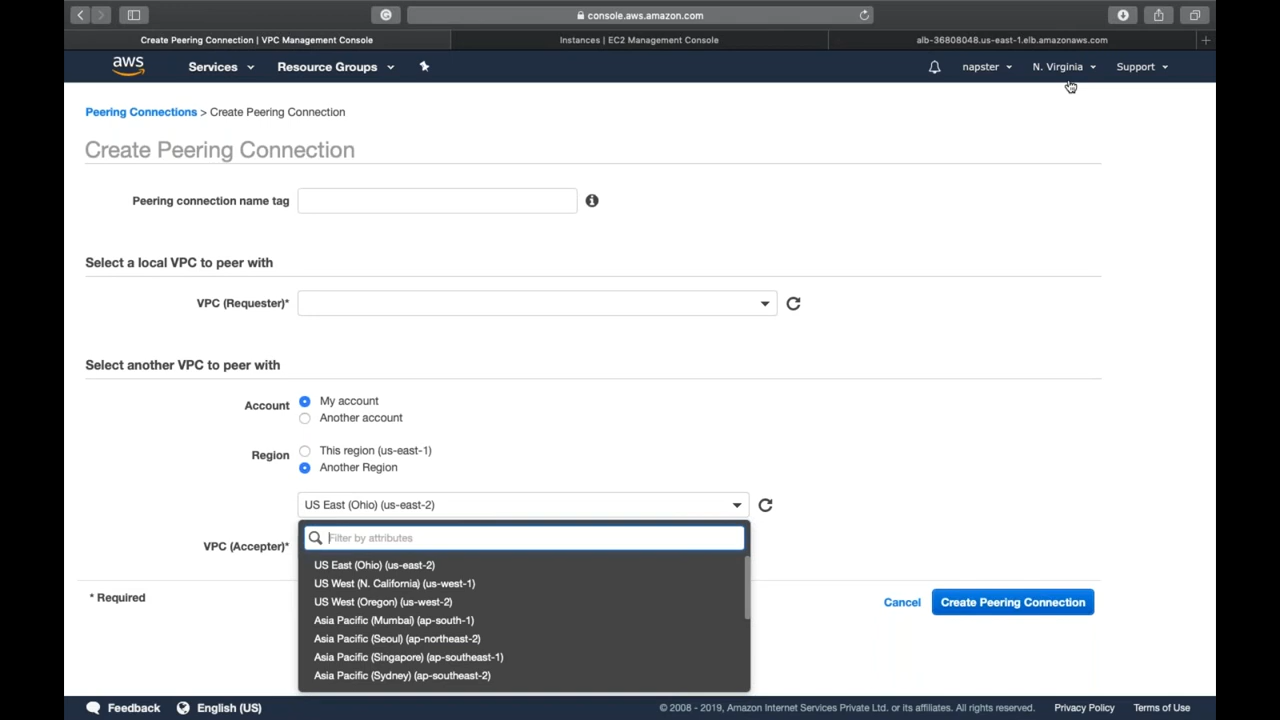 console.aws.amazon.com
Create Peering Connection | VPC Management Console
Instances | EC2 Management Console
alb-36808048.us-east-1.elb.amazonaws.com
aws
Services
Resource Groups
napster
N. Virginia
Support
Peering Connections > Create Peering Connection
Create Peering Connection
Peering connection name tag
Select a local VPC to peer with
VPC (Requester)*
Select another VPC to peer with
Account
My account
Another account
Region
This region (us-east-1)
Another Region
US East (Ohio) (us-east-2)
VPC (Accepter)*
Filter by attributes
US East (Ohio) (us-east-2)
US West (N. California) (us-west-1)
US West (Oregon) (us-west-2)
Asia Pacific (Mumbai) (ap-south-1)
Asia Pacific (Seoul) (ap-northeast-2)
Asia Pacific (Singapore) (ap-southeast-1)
Asia Pacific (Sydney) (ap-southeast-2)
* Required
Cancel
Create Peering Connection
Feedback
English (US)
© 2008 - 2019, Amazon Internet Services Private Ltd. or its affiliates. All rights reserved.
Privacy Policy
Terms of Use